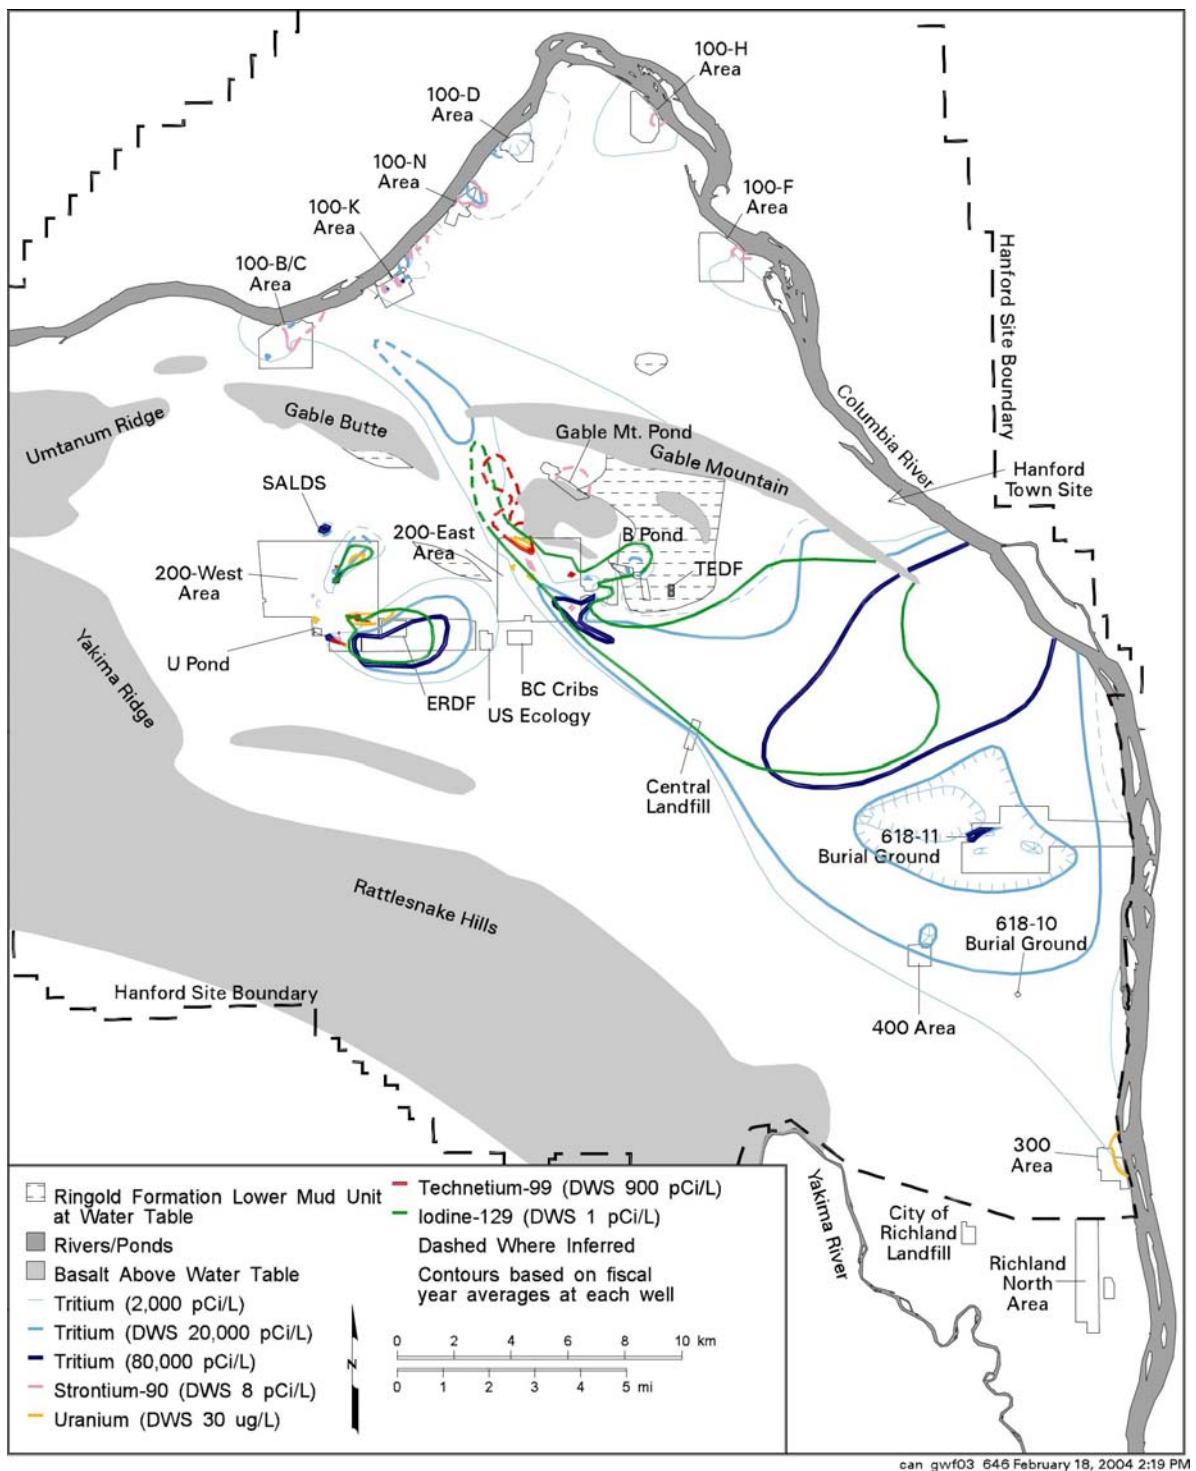 100-H
Area
100-D
Area
100-N
Area
100-F
Area
100-K
Area
100-B/C
Area
Hanford Site Boundary
Columbia River
Umtanum Ridge
Gable Butte
Gable Mt. Pond
Gable Mountain
Hanford
Town Site
SALDS
200-East
Area
B Pond
TEDF
200-West
Area
Yakima Ridge
U Pond
ERDF
BC Cribs
US Ecology
Central
Landfill
618-11
Burial Ground
Rattlesnake Hills
618-10
Burial Ground
Hanford Site Boundary
400 Area
300
Area
Yakima River
City of
Richland
Landfill
Richland
North
Area
Ringold Formation Lower Mud Unit
at Water Table
Rivers/Ponds
Basalt Above Water Table
Tritium (2,000 pCi/L)
Tritium (DWS 20,000 pCi/L)
Tritium (80,000 pCi/L)
Strontium-90 (DWS 8 pCi/L)
Uranium (DWS 30 ug/L)
Technetium-99 (DWS 900 pCi/L)
Iodine-129 (DWS 1 pCi/L)
Dashed Where Inferred
Contours based on fiscal
year averages at each well
N
0 2 4 6 8 10 km
0 1 2 3 4 5 mi
can_gwf03_646 February 18, 2004 2:19 PM